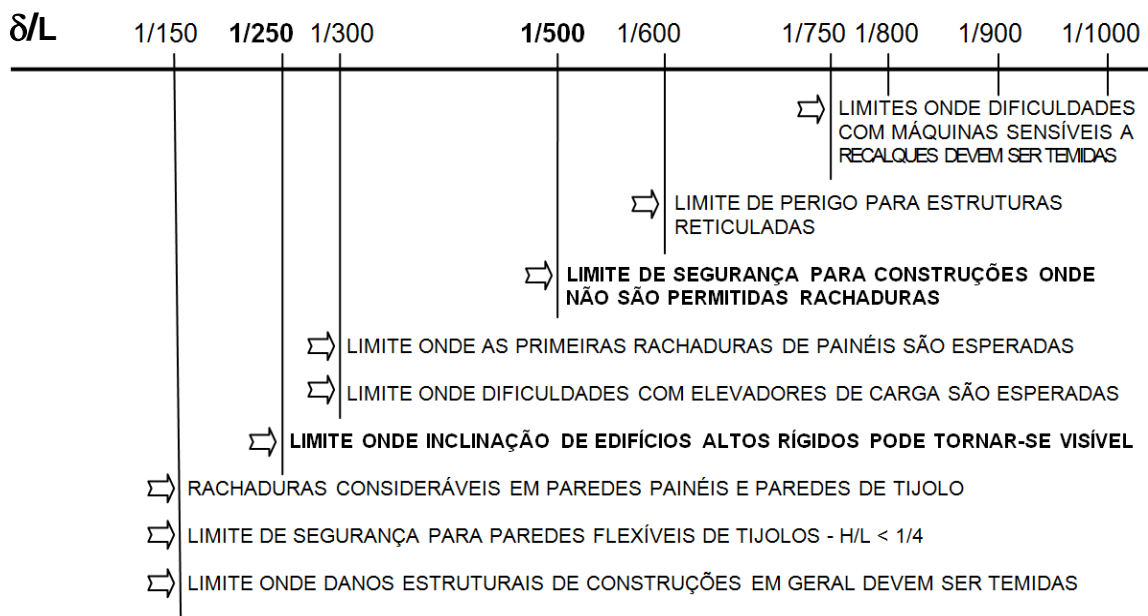 δ/L 1/150 1/250 1/300 1/500 1/600 1/750 1/800 1/900 1/1000
LIMITES ONDE DIFICULDADES
COM MÁQUINAS SENSÍVEIS A
RECALQUES DEVEM SER TEMIDAS
LIMITE DE PERIGO PARA ESTRUTURAS
RETICULADAS
LIMITE DE SEGURANÇA PARA CONSTRUÇÕES ONDE
NÃO SÃO PERMITIDAS RACHADURAS
LIMITE ONDE AS PRIMEIRAS RACHADURAS DE PAINÉIS SÃO ESPERADAS
LIMITE ONDE DIFICULDADES COM ELEVADORES DE CARGA SÃO ESPERADAS
LIMITE ONDE INCLINAÇÃO DE EDIFÍCIOS ALTOS RÍGIDOS PODE TORNAR-SE VISÍVEL
RACHADURAS CONSIDERÁVEIS EM PAREDES PAINÉIS E PAREDES DE TIJOLO
LIMITE DE SEGURANÇA PARA PAREDES FLEXÍVEIS DE TIJOLOS - H/L < 1/4
LIMITE ONDE DANOS ESTRUTURAIS DE CONSTRUÇÕES EM GERAL DEVEM SER TEMIDAS